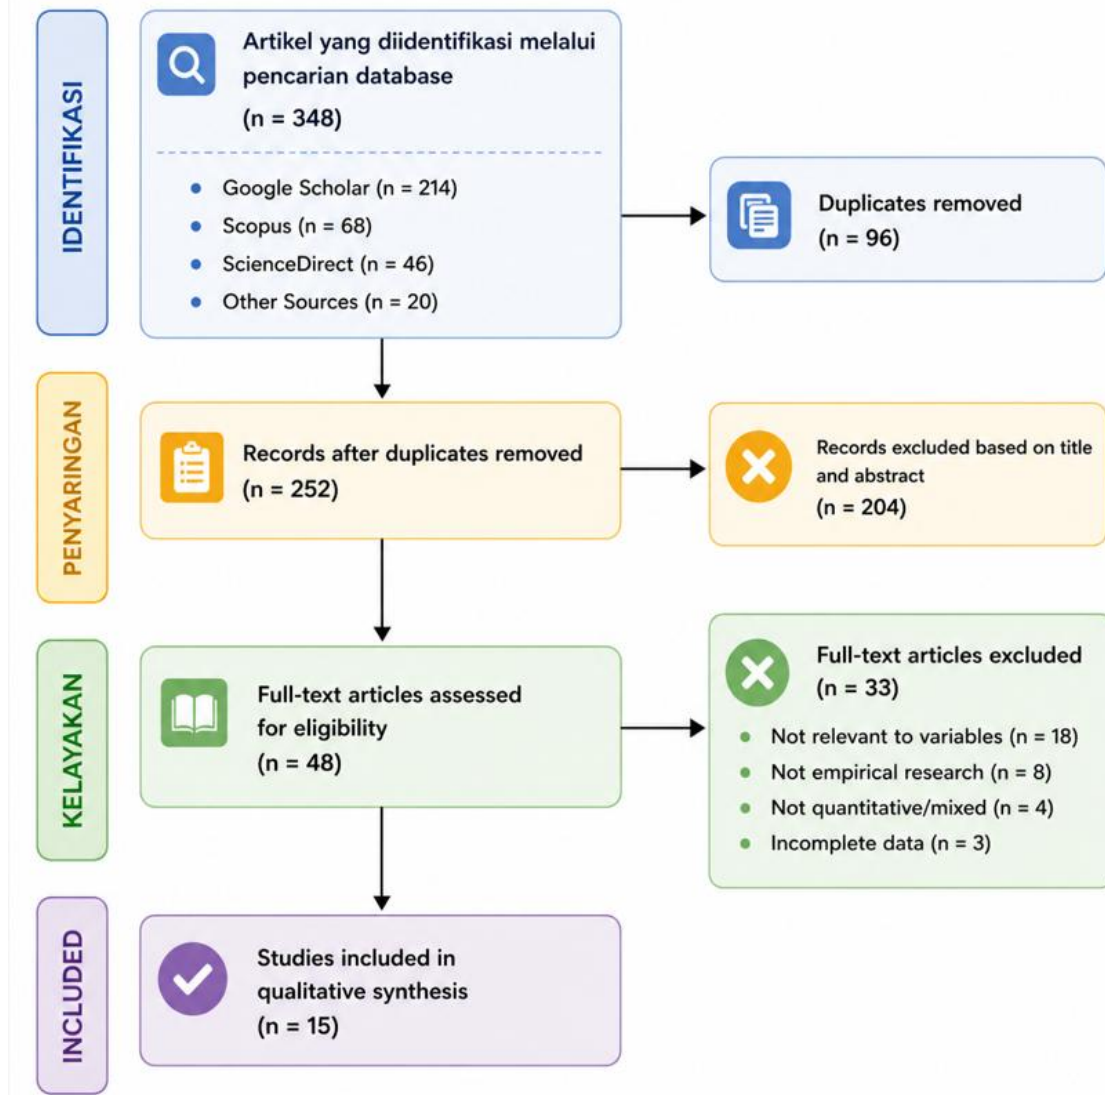 IDENTIFIKASI
Artikel yang diidentifikasi melalui
pencarian database
(n = 348)
Google Scholar (n = 214)
Scopus (n = 68)
ScienceDirect (n = 46)
Other Sources (n = 20)
Duplicates removed
(n = 96)
PENYARINGAN
Records after duplicates removed
(n = 252)
Records excluded based on title
and abstract
(n = 204)
KELAYAKAN
Full-text articles assessed
for eligibility
(n = 48)
Full-text articles excluded
(n = 33)
Not relevant to variables (n = 18)
Not empirical research (n = 8)
Not quantitative/mixed (n = 4)
Incomplete data (n = 3)
INCLUDED
Studies included in
qualitative synthesis
(n = 15)